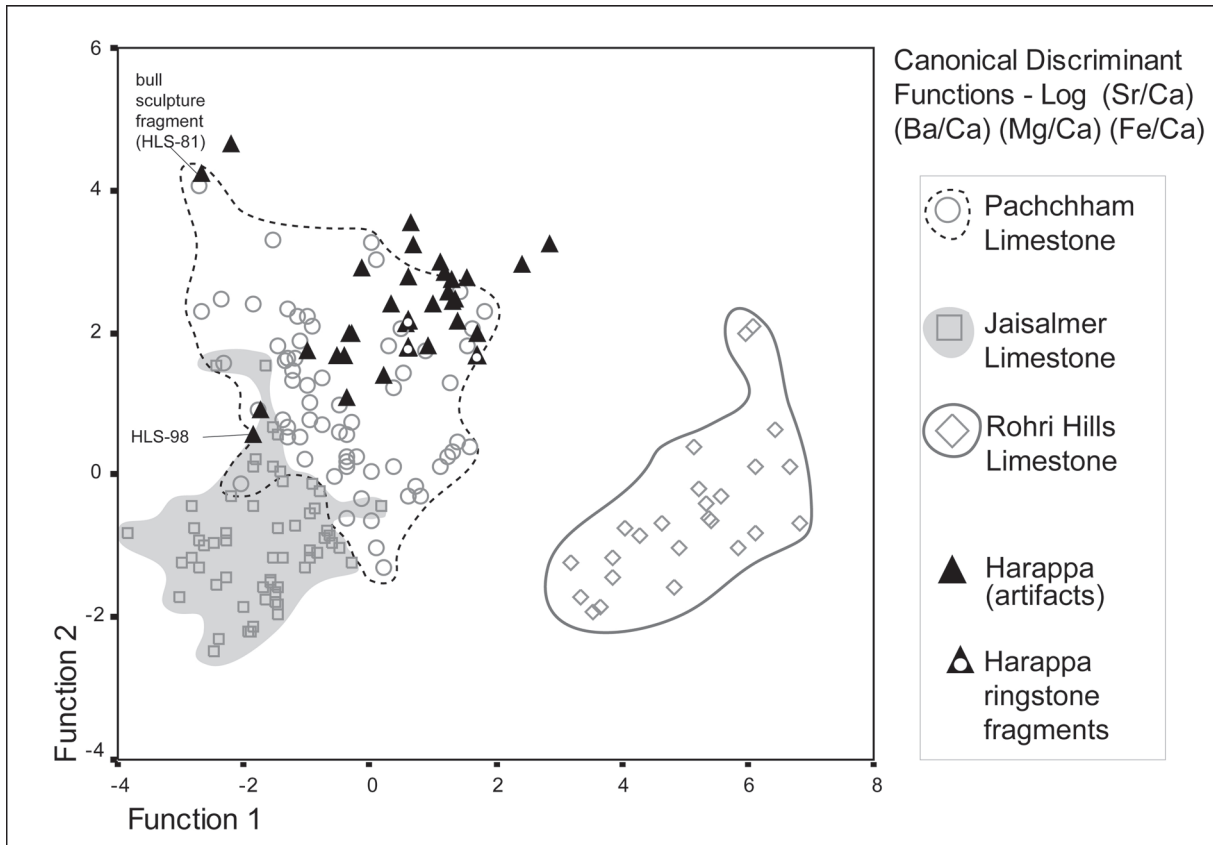 6
4
2
0
-2
-4
-4
-2
0
2
4
6
8
Function 2
Function 1
bull
sculpture
fragment
(HLS-81)
HLS-98
Canonical Discriminant
Functions - Log (Sr/Ca)
(Ba/Ca) (Mg/Ca) (Fe/Ca)
Pachchham
Limestone
Jaisalmer
Limestone
Rohri Hills
Limestone
Harappa
(artifacts)
Harappa
ringstone
fragments